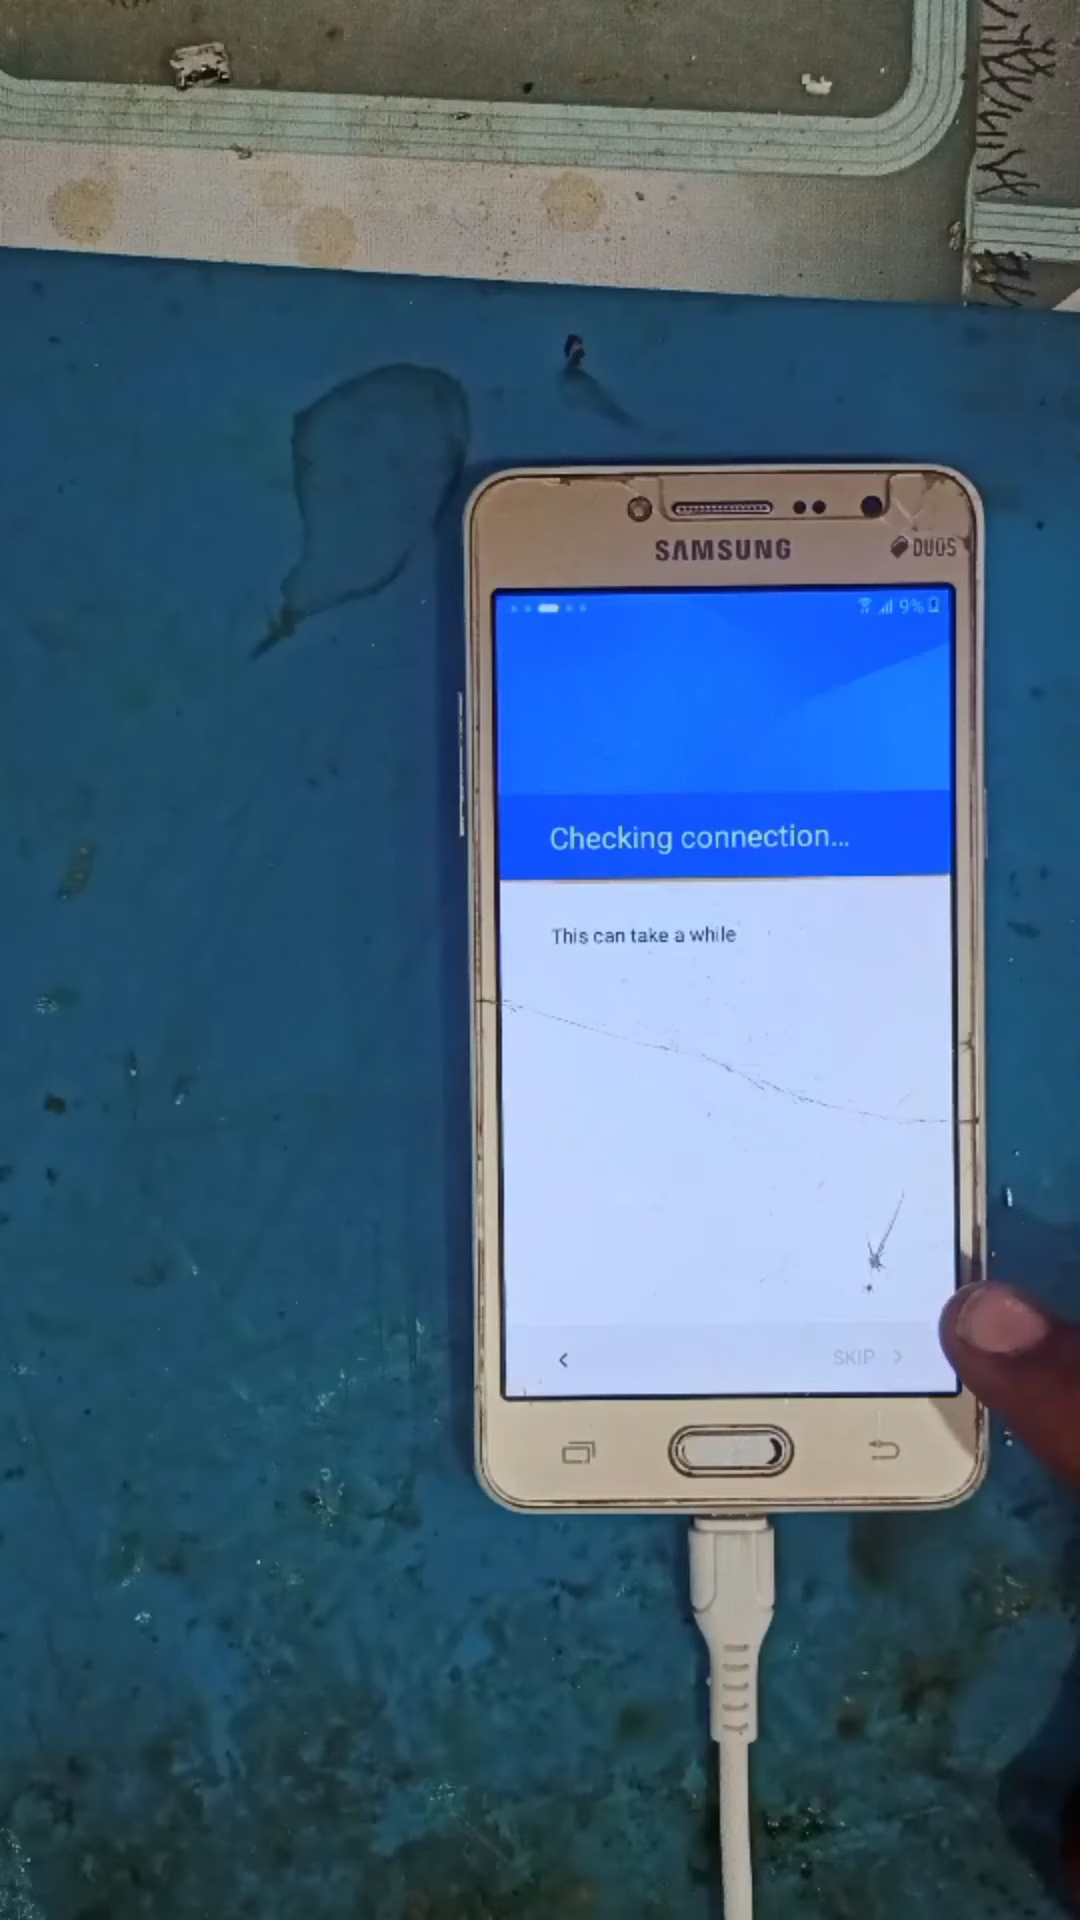 SAMSUNG
DUOS
9%
Checking connection...
This can take a while
SKIP